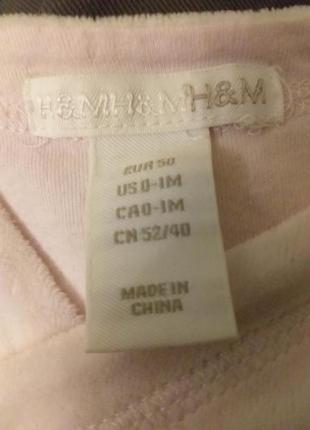 H&MH&MH&M
EUR 50
US 0-1M
CA 0-1M
CN 52/40
MADE IN
CHINA